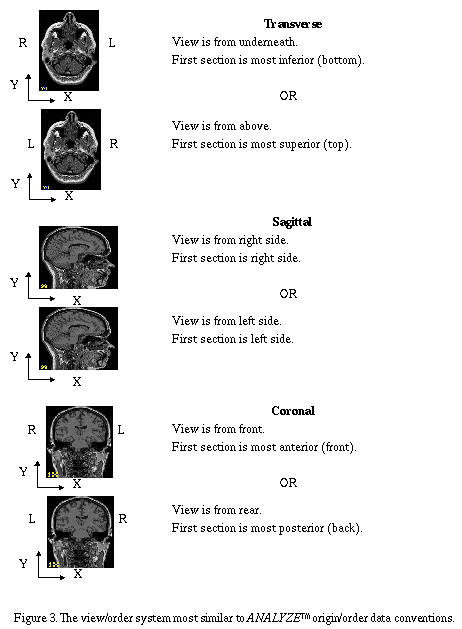 Transverse
R L
View is from underneath.
First section is most inferior (bottom).
Y
X
OR
View is from above.
L R
First section is most superior (top).
Y
X
Sagittal
View is from right side.
First section is right side.
99
Y
X
OR
View is from left side.
First section is left side.
99
Y
X
Coronal
R L
View is from front.
First section is most anterior (front).
Y
X
OR
View is from rear.
L R
First section is most posterior (back).
Y
X
Figure 3. The view/order system most similar to ANALYZE™ origin/order data conventions.